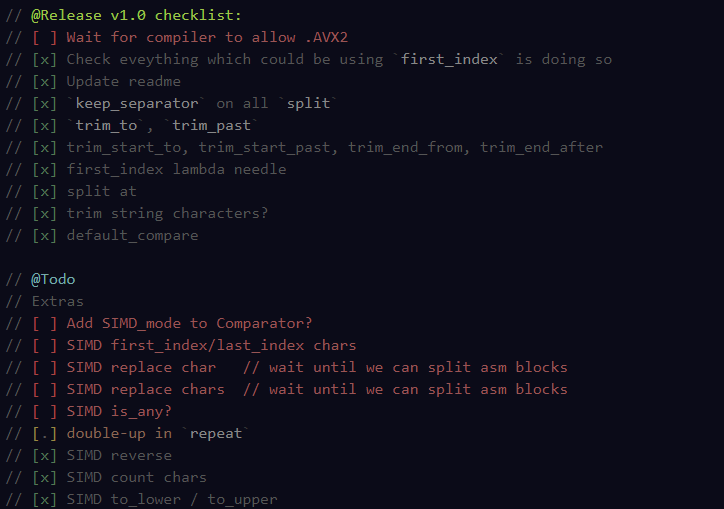 // @Release v1.0 checklist:
// [ ] Wait for compiler to allow .AVX2
// [x] Check eveything which could be using `first_index` is doing so
// [x] Update readme
// [x] `keep_separator` on all `split`
// [x] `trim_to`, `trim_past`
// [x] trim_start_to, trim_start_past, trim_end_from, trim_end_after
// [x] first_index lambda needle
// [x] split at
// [x] trim string characters?
// [x] default_compare

// @Todo
// Extras
// [ ] Add SIMD_mode to Comparator?
// [ ] SIMD first_index/last_index chars
// [ ] SIMD replace char   // wait until we can split asm blocks
// [ ] SIMD replace chars  // wait until we can split asm blocks
// [ ] SIMD is_any?
// [.] double-up in `repeat`
// [x] SIMD reverse
// [x] SIMD count chars
// [x] SIMD to_lower / to_upper